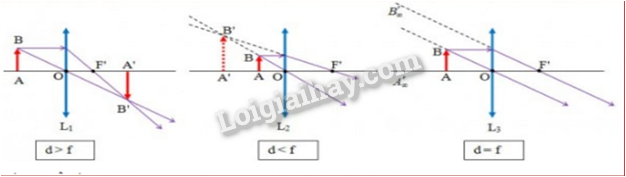 B
F'
A'
A
O
B'
L₁
d > f
B'
B
F'
A'
A
O
L₂
d < f
B'∞
B
F'
A'∞
A
O
L₃
d = f
Loigiaihay.com